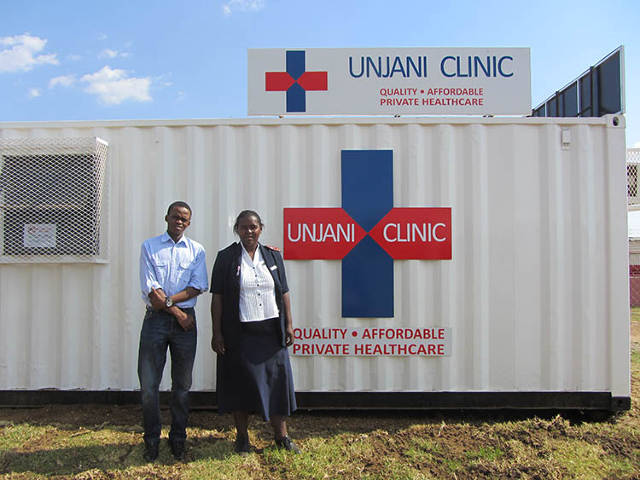 UNJANI CLINIC
QUALITY • AFFORDABLE
PRIVATE HEALTHCARE
UNJANI CLINIC
QUALITY • AFFORDABLE
PRIVATE HEALTHCARE